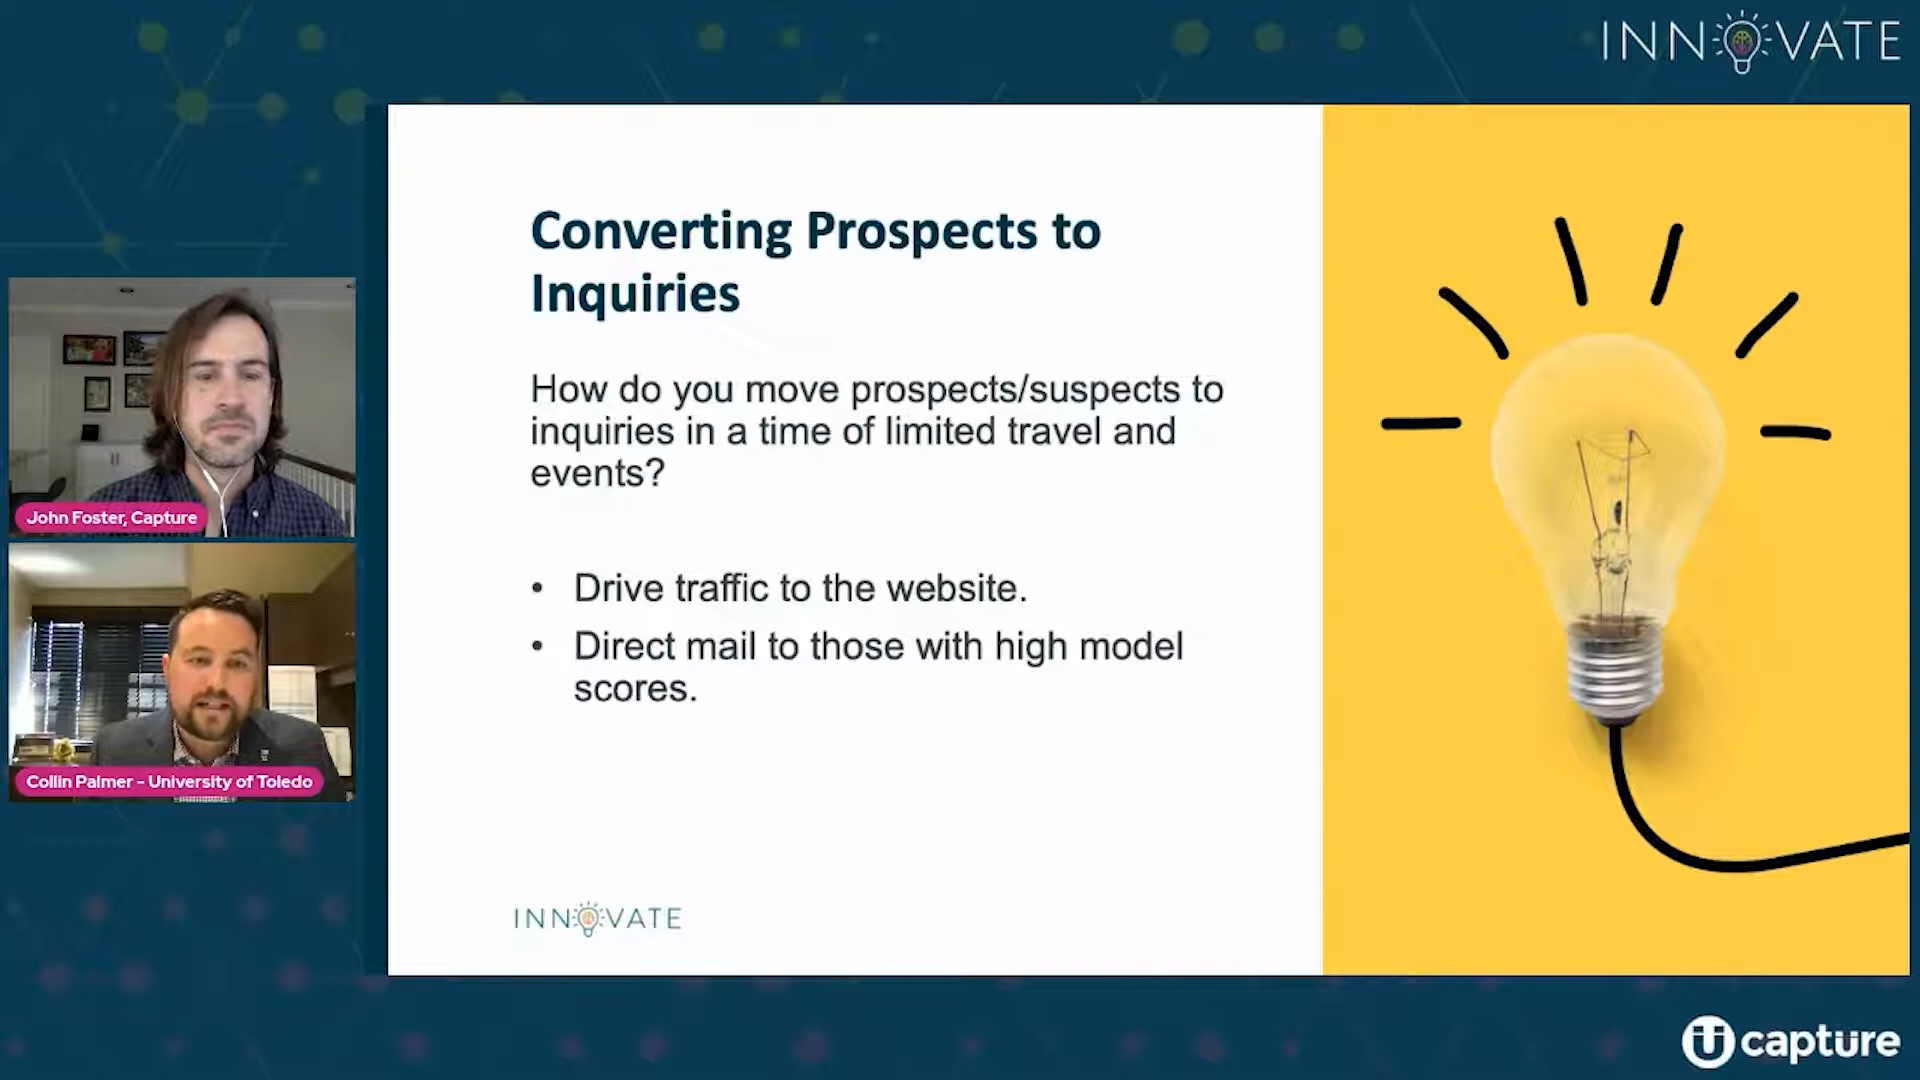 INNOVATE
Converting Prospects to
Inquiries
How do you move prospects/suspects to
inquiries in a time of limited travel and
events?
• Drive traffic to the website.
• Direct mail to those with high model
scores.
INNOVATE
John Foster, Capture
Collin Palmer - University of Toledo
capture